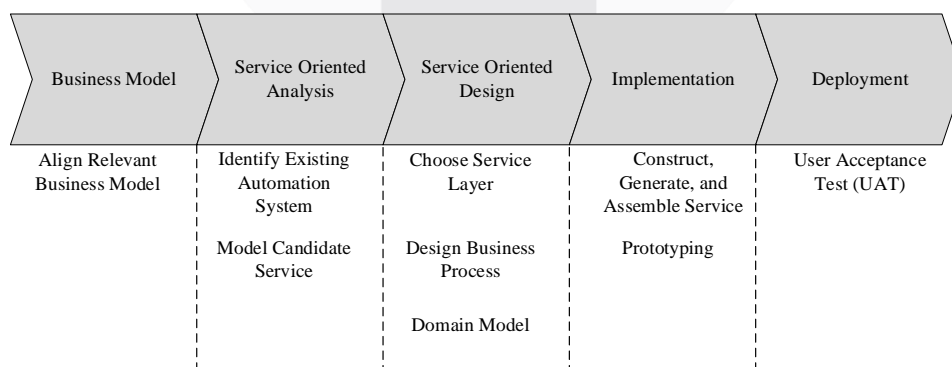 Business Model
Service Oriented
Analysis
Service Oriented
Design
Implementation
Deployment
Align Relevant
Business Model
Identify Existing
Automation
System
Model Candidate
Service
Choose Service
Layer
Design Business
Process
Domain Model
Construct,
Generate, and
Assemble Service
Prototyping
User Acceptance
Test (UAT)